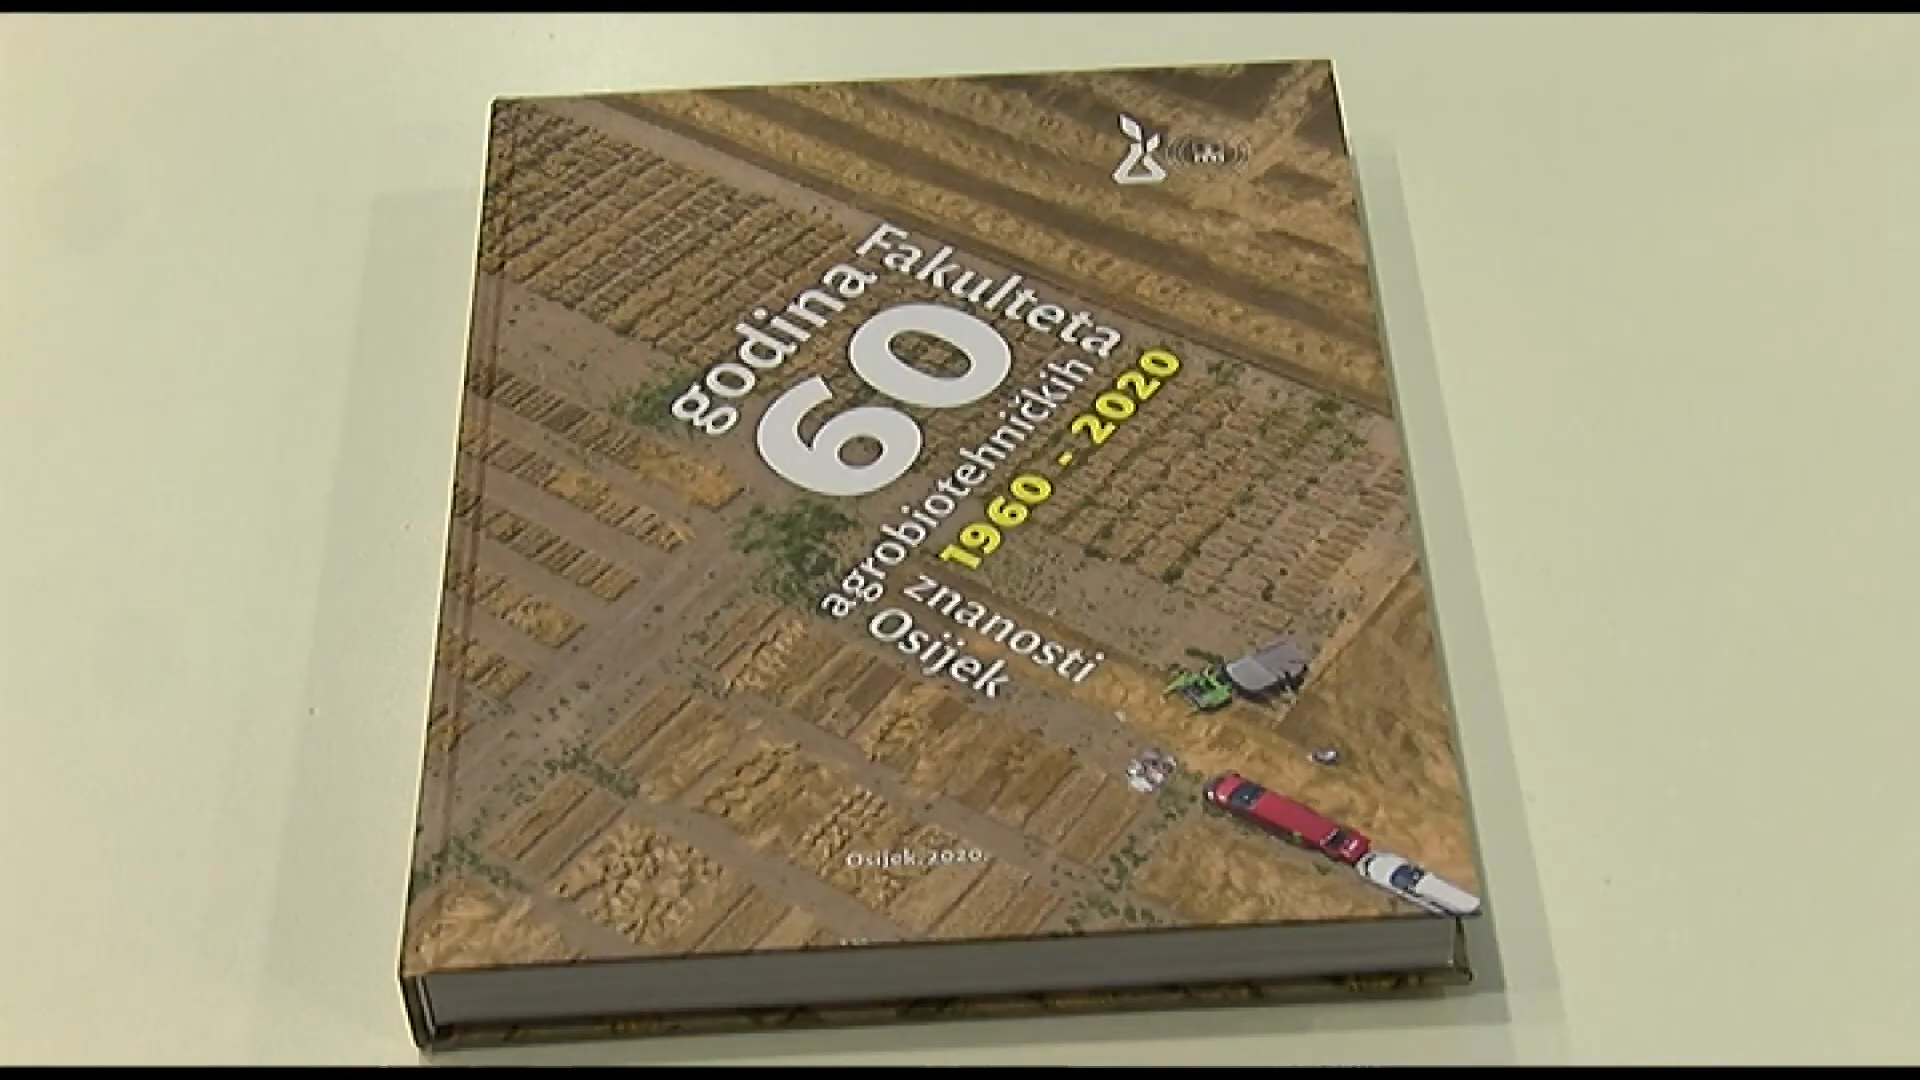 60
godina
Fakulteta
agrobiotehničkih
znanosti
Osijek
1960 - 2020
Osijek, 2020.